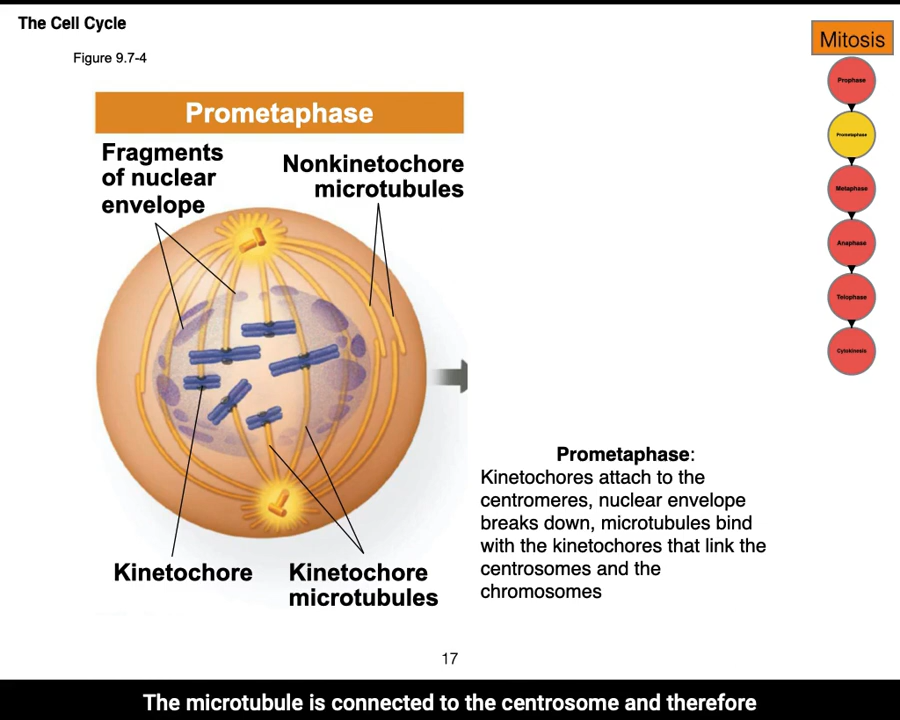 The Cell Cycle
Figure 9.7-4
Mitosis
Prophase
Prometaphase
Metaphase
Anaphase
Telophase
Cytokinesis
Prometaphase
Fragments
of nuclear
envelope
Nonkinetochore
microtubules
Kinetochore
Kinetochore
microtubules
Prometaphase:
Kinetochores attach to the
centromeres, nuclear envelope
breaks down, microtubules bind
with the kinetochores that link the
centrosomes and the
chromosomes
17
The microtubule is connected to the centrosome and therefore